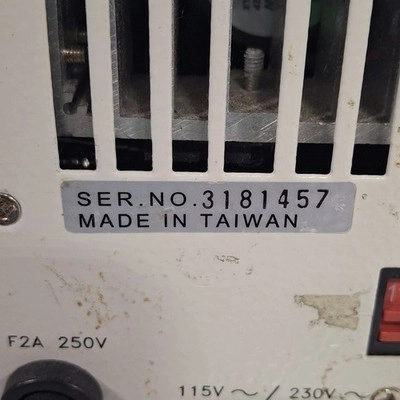 SER.NO. 3181457
MADE IN TAIWAN
F2A 250V
115V ~ / 230V ~